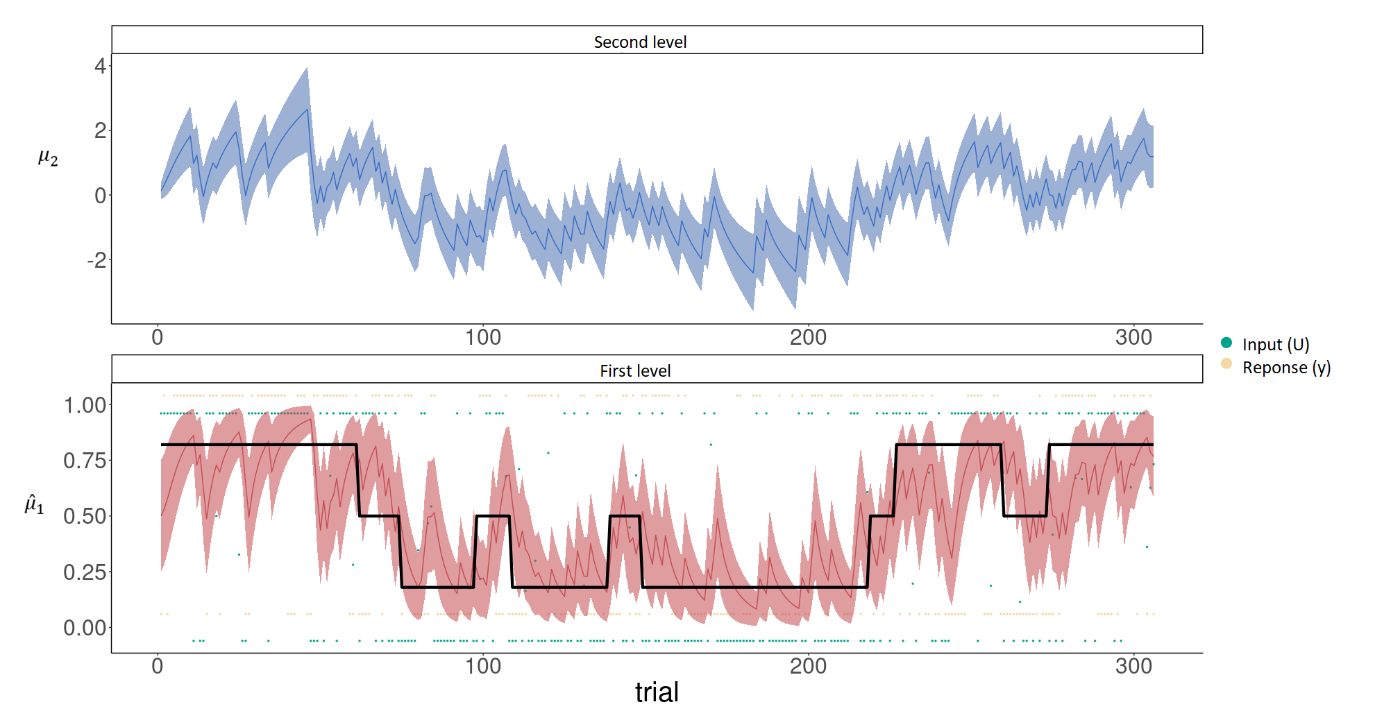 Second level
4
2
0
-2
μ₂
0 100 200 300
First level
1.00
0.75
0.50
0.25
0.00
μ̂₁
0 100 200 300
trial
Input (U)
Reponse (y)